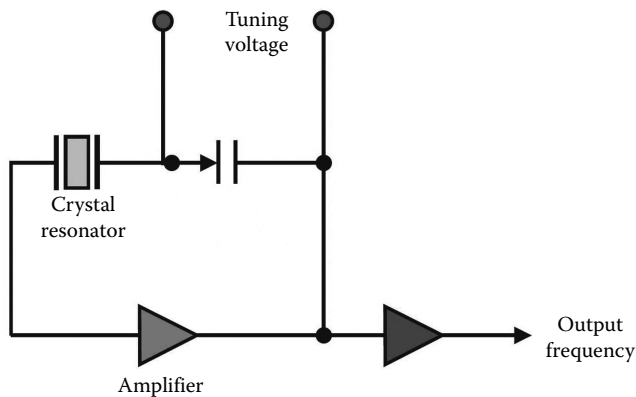 Tuning
voltage
Crystal
resonator
Amplifier
Output
frequency